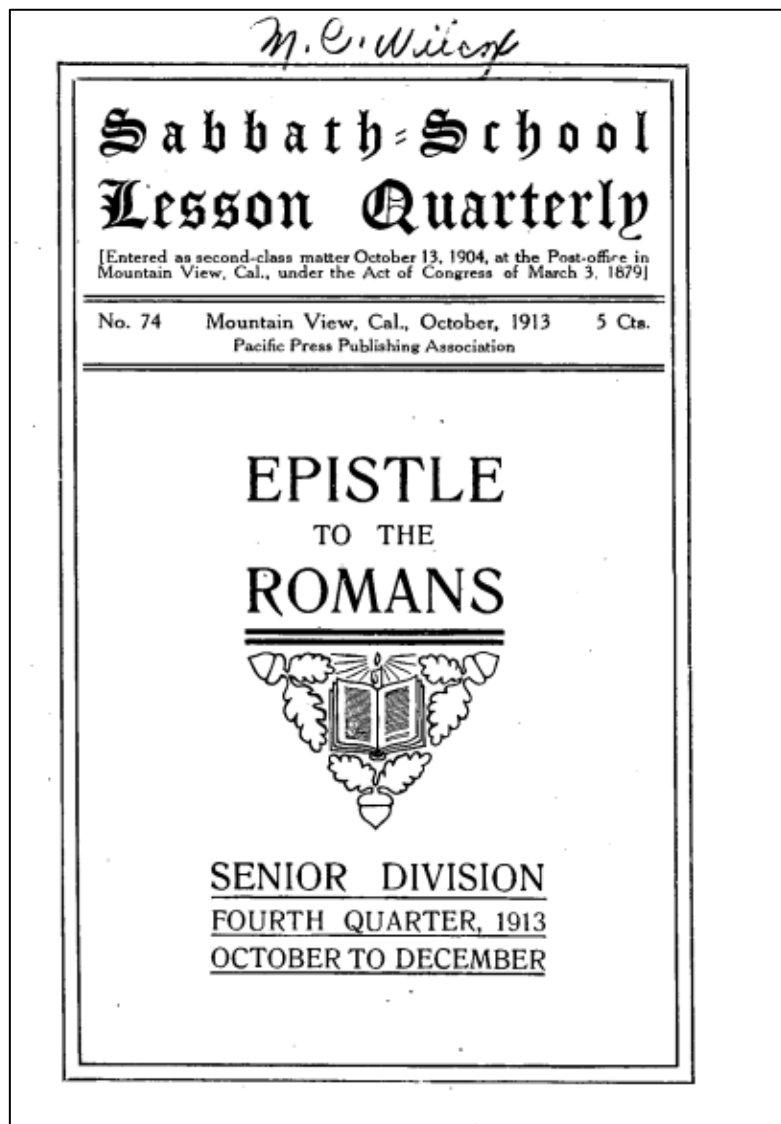 M. C. Wilcox
Sabbath=School
Lesson Quarterly
[Entered as second-class matter October 13, 1904, at the Post-office in
Mountain View, Cal., under the Act of Congress of March 3, 1879]
No. 74 Mountain View, Cal., October, 1913 5 Cts.
Pacific Press Publishing Association
EPISTLE
TO THE
ROMANS
SENIOR DIVISION
FOURTH QUARTER, 1913
OCTOBER TO DECEMBER